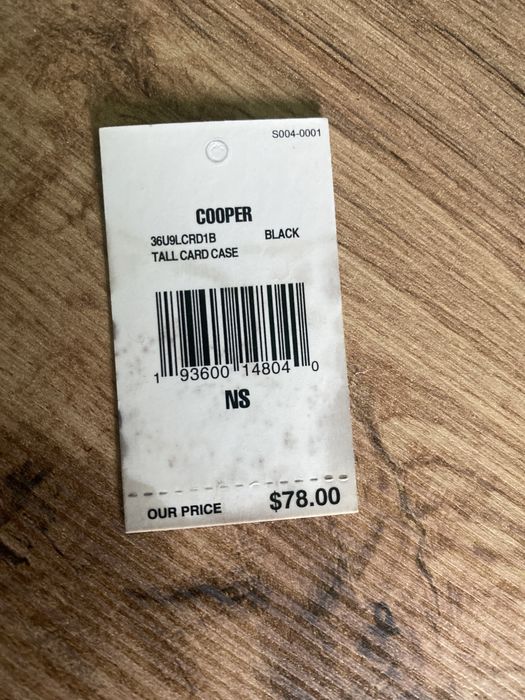 S004-0001
COOPER
36U9LCRD1B BLACK
TALL CARD CASE
1 93600 14804 0
NS
OUR PRICE $78.00